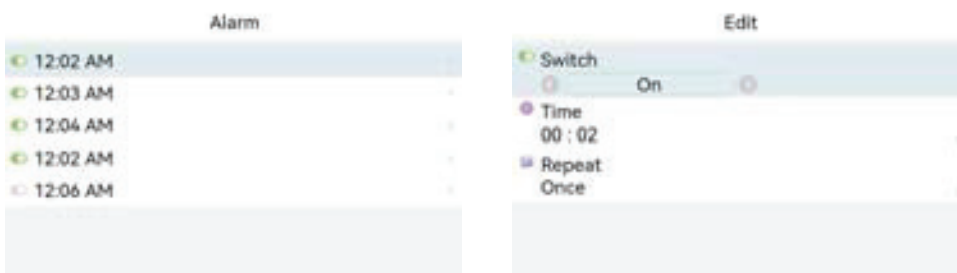 Alarm
12:02 AM
12:03 AM
12:04 AM
12:02 AM
12:06 AM
Edit
Switch
On
Time
00 : 02
Repeat
Once